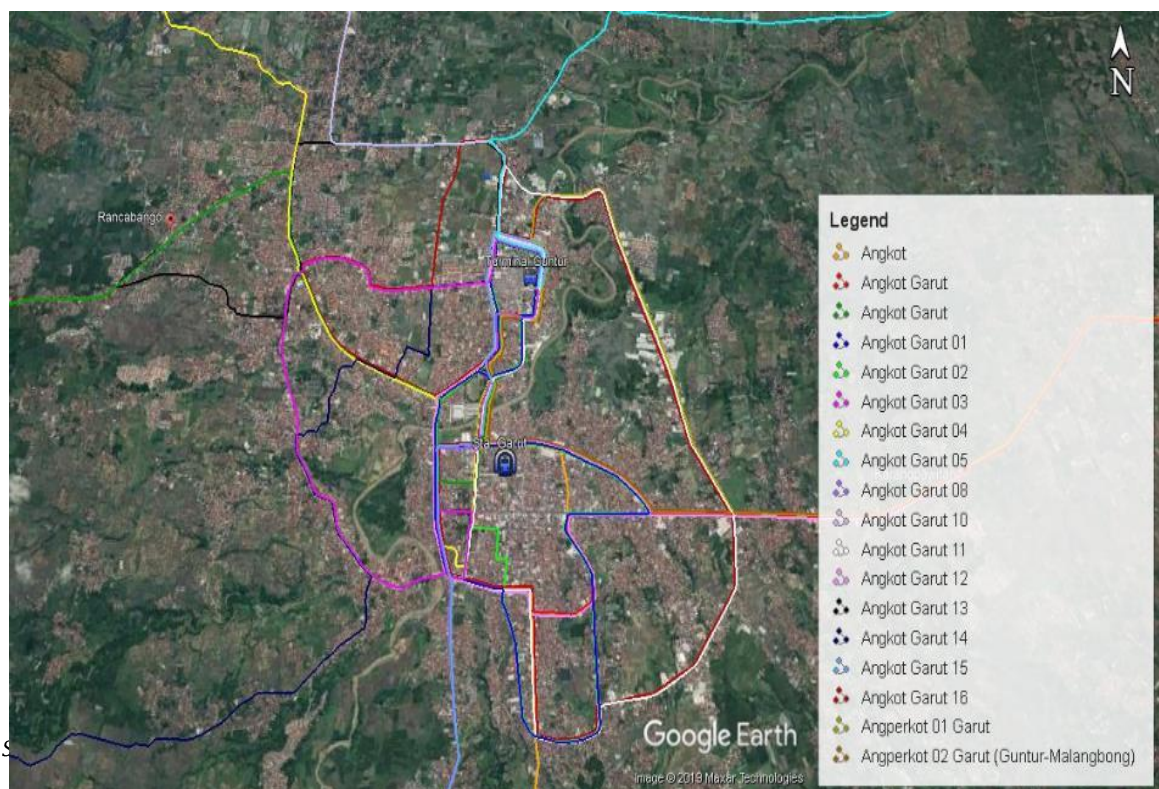 N
Rancabango
Terminal Guntur
Sta. Garut
Legend
Angkot
Angkot Garut
Angkot Garut
Angkot Garut 01
Angkot Garut 02
Angkot Garut 03
Angkot Garut 04
Angkot Garut 05
Angkot Garut 08
Angkot Garut 10
Angkot Garut 11
Angkot Garut 12
Angkot Garut 13
Angkot Garut 14
Angkot Garut 15
Angkot Garut 16
Angperkot 01 Garut
Angperkot 02 Garut (Guntur-Malangbong)
S
Google Earth
Image © 2019 Maxar Technologies